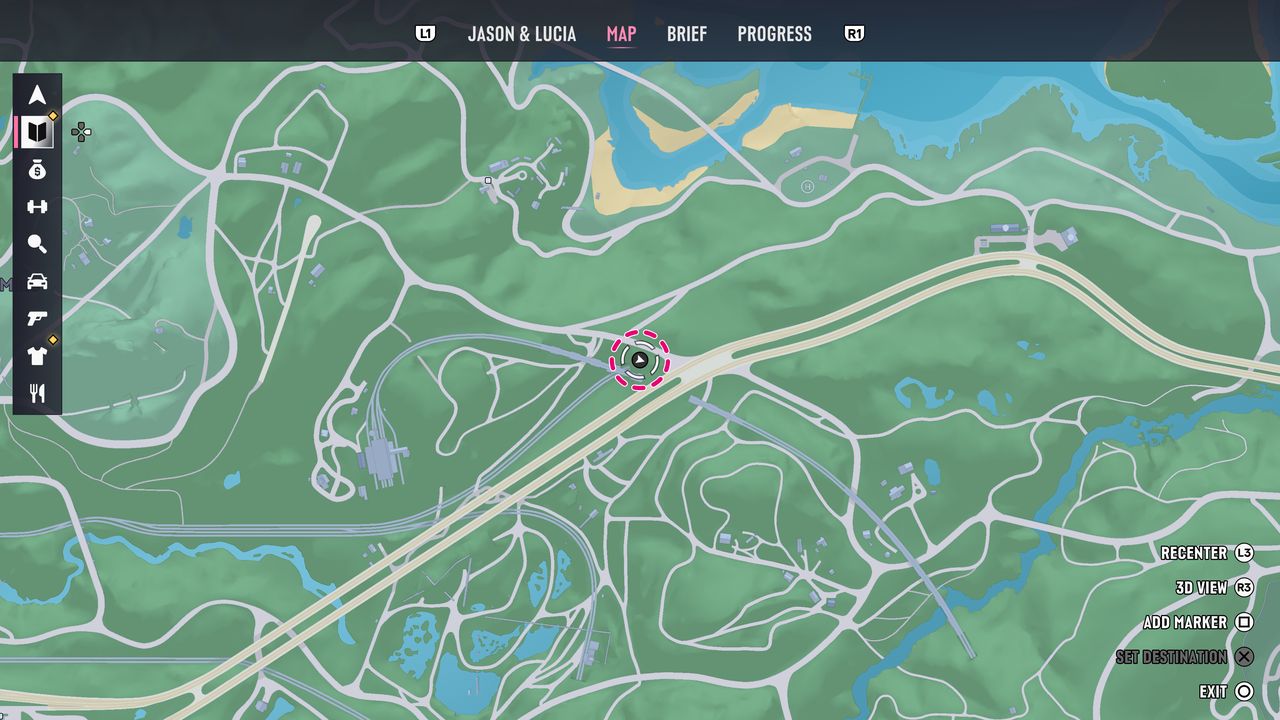 L1 JASON & LUCIA MAP BRIEF PROGRESS R1
$
H
M
RECENTER L3
3D VIEW R3
ADD MARKER
SET DESTINATION
EXIT